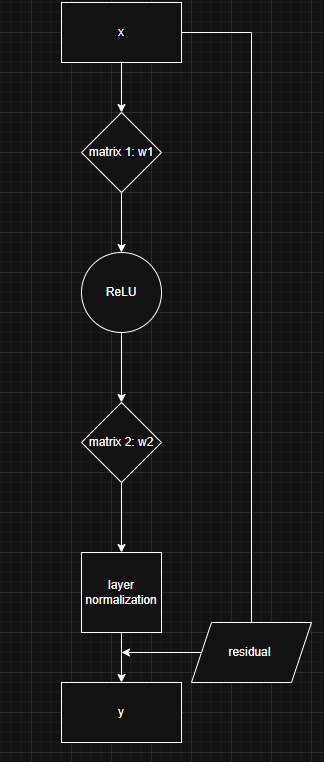 x
matrix 1: w1
ReLU
matrix 2: w2
layer
normalization
residual
y